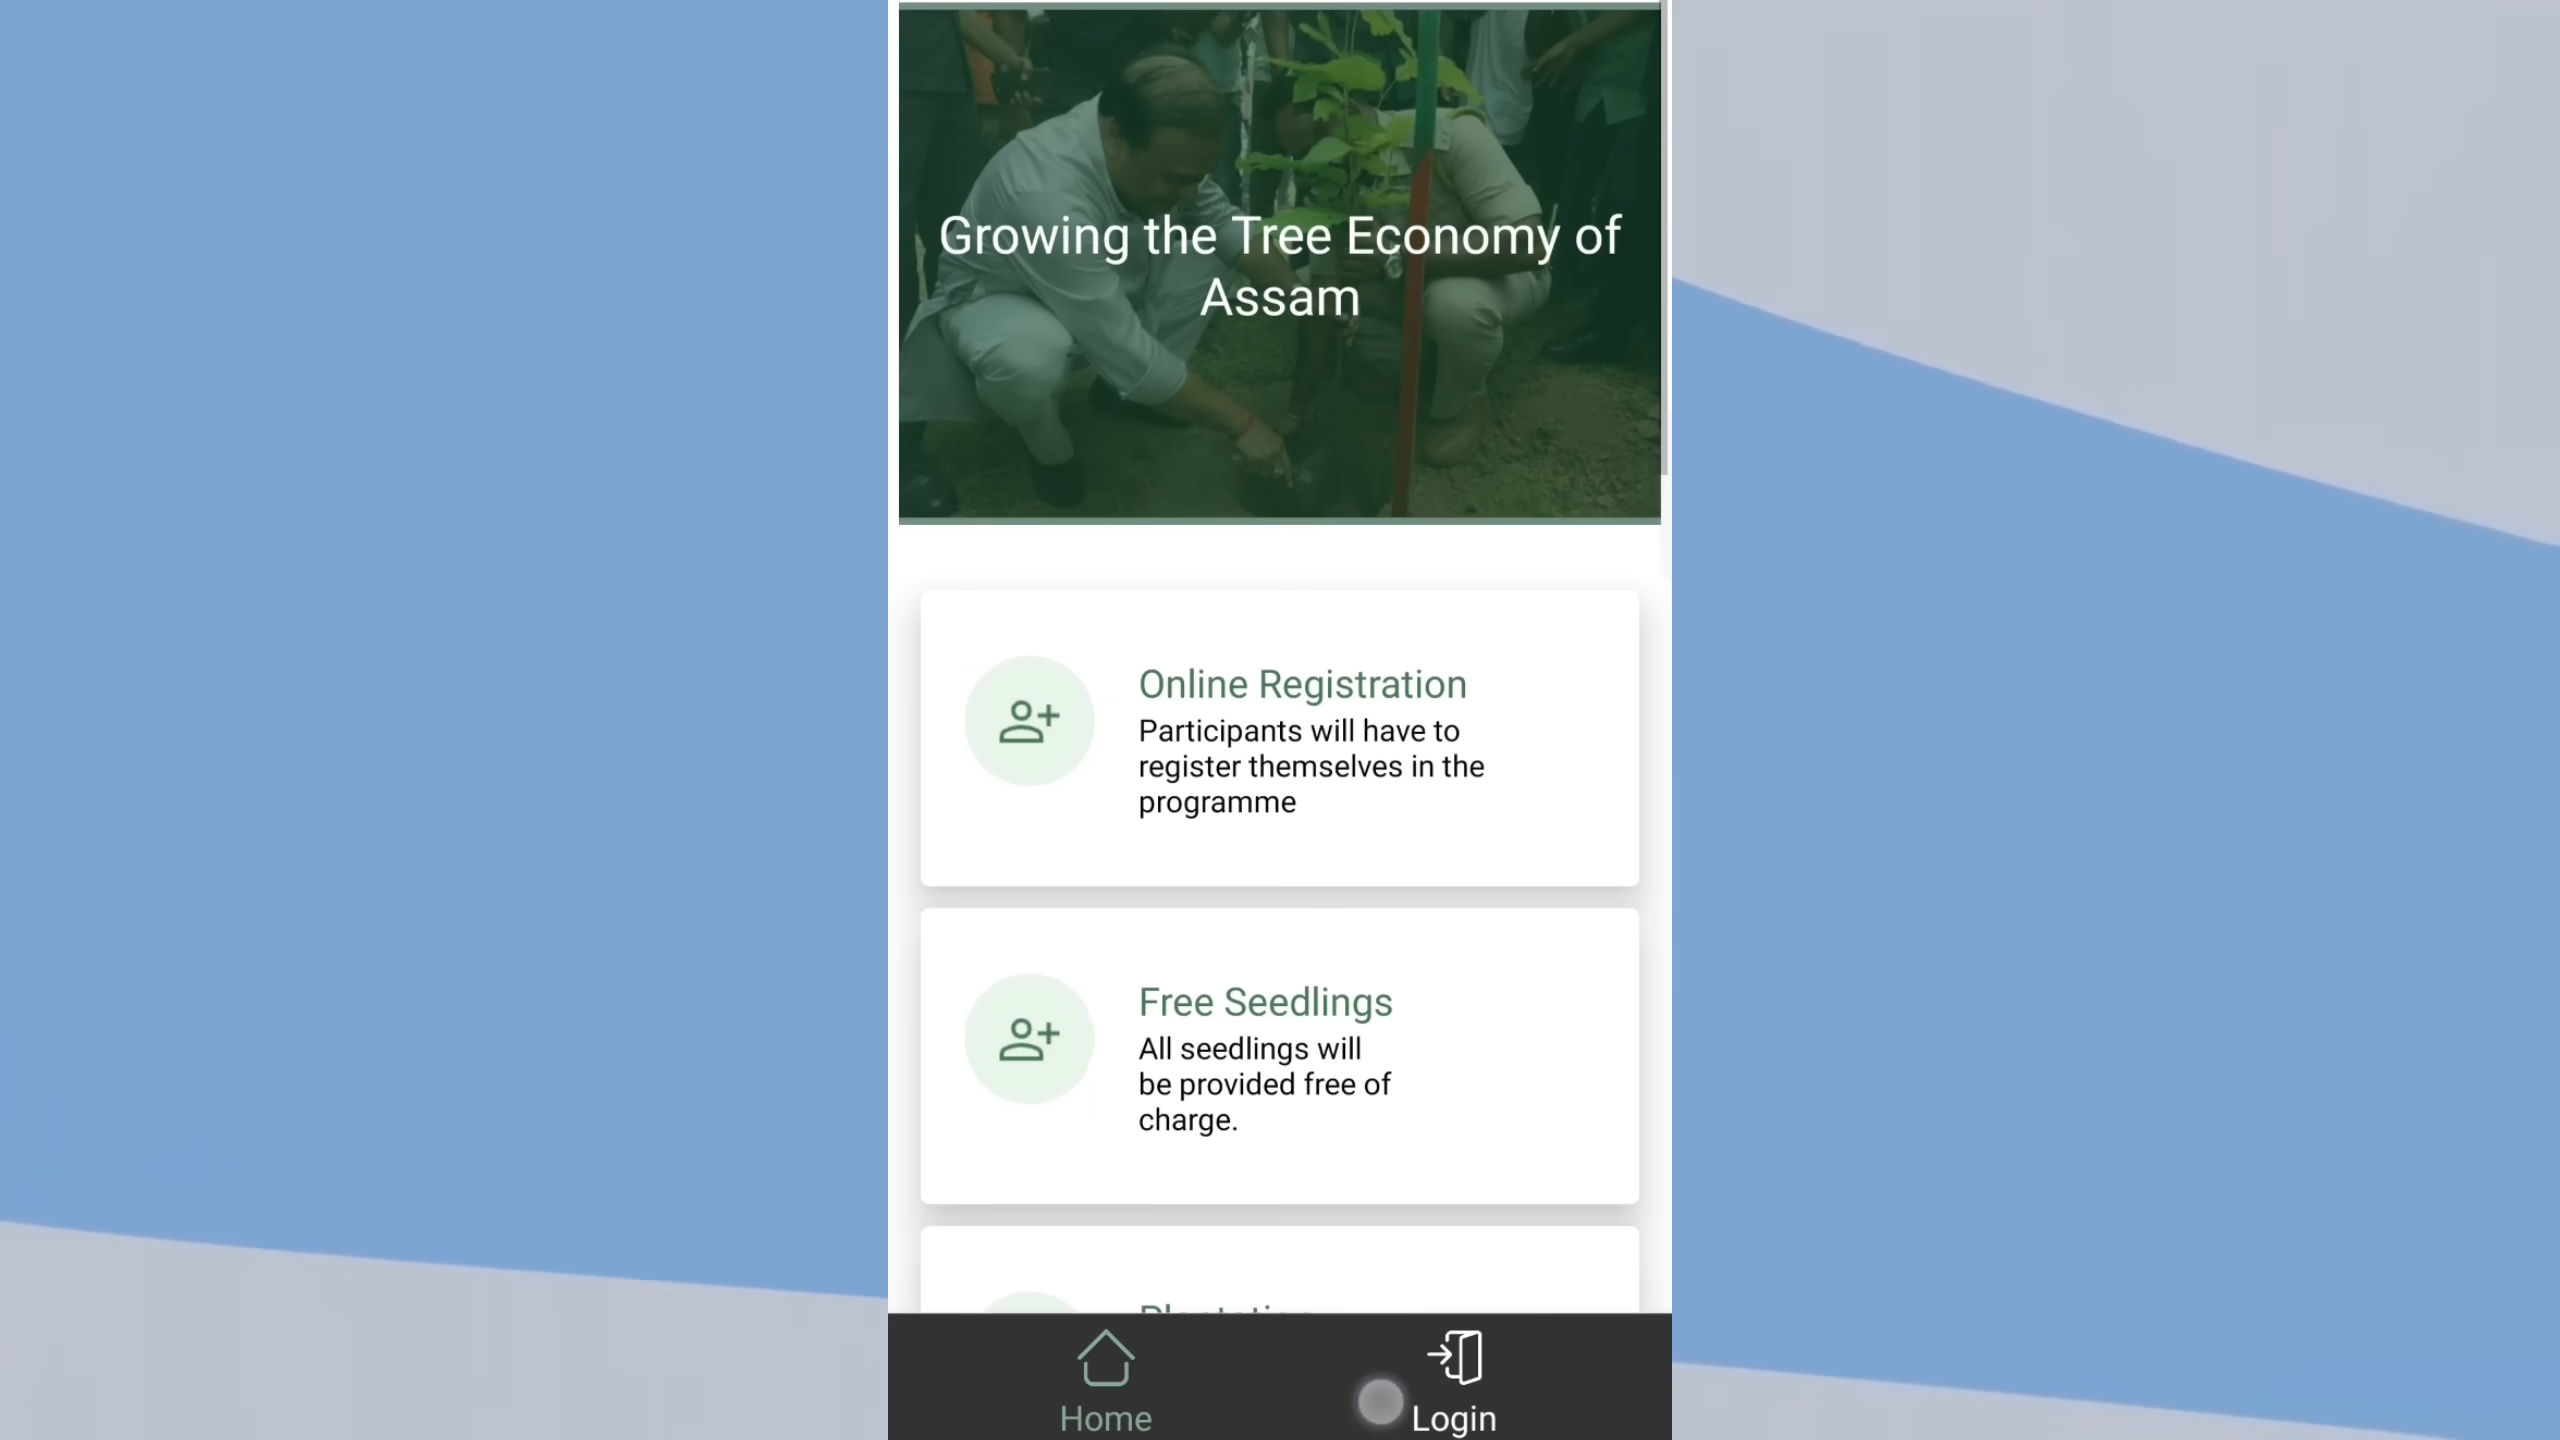 Growing the Tree Economy of
Assam
Online Registration
Participants will have to
register themselves in the
programme
Free Seedlings
All seedlings will
be provided free of
charge.
Home
Login